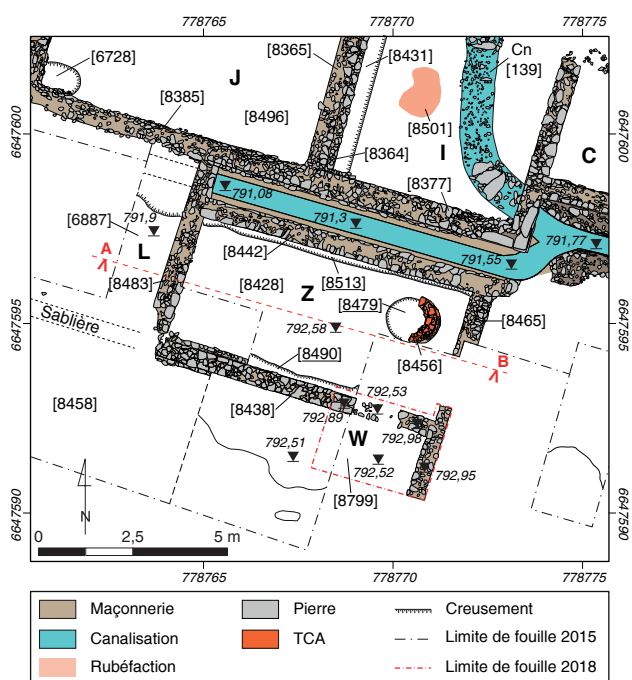 778765 778770 778775
[6728]
[8365]
[8431]
Cn
[139]
J
[8385]
[8496]
[8501]
6647600
6647600
[8364]
I
C
[8377]
791,08
[6887]
791,9
791,3
791,77
A
L
[8442]
791,55
[8513]
[8483]
[8428]
Z
[8479]
Sablière
792,58
[8465]
6647595
6647595
[8456]
B
[8490]
792,53
[8458]
[8438]
792,89
792,98
792,51
W
792,52
792,95
[8799]
N
6647590
6647590
0 2,5 5 m
778765 778770 778775
Maçonnerie Pierre Creusement
Canalisation TCA Limite de fouille 2015
Rubéfaction Limite de fouille 2018